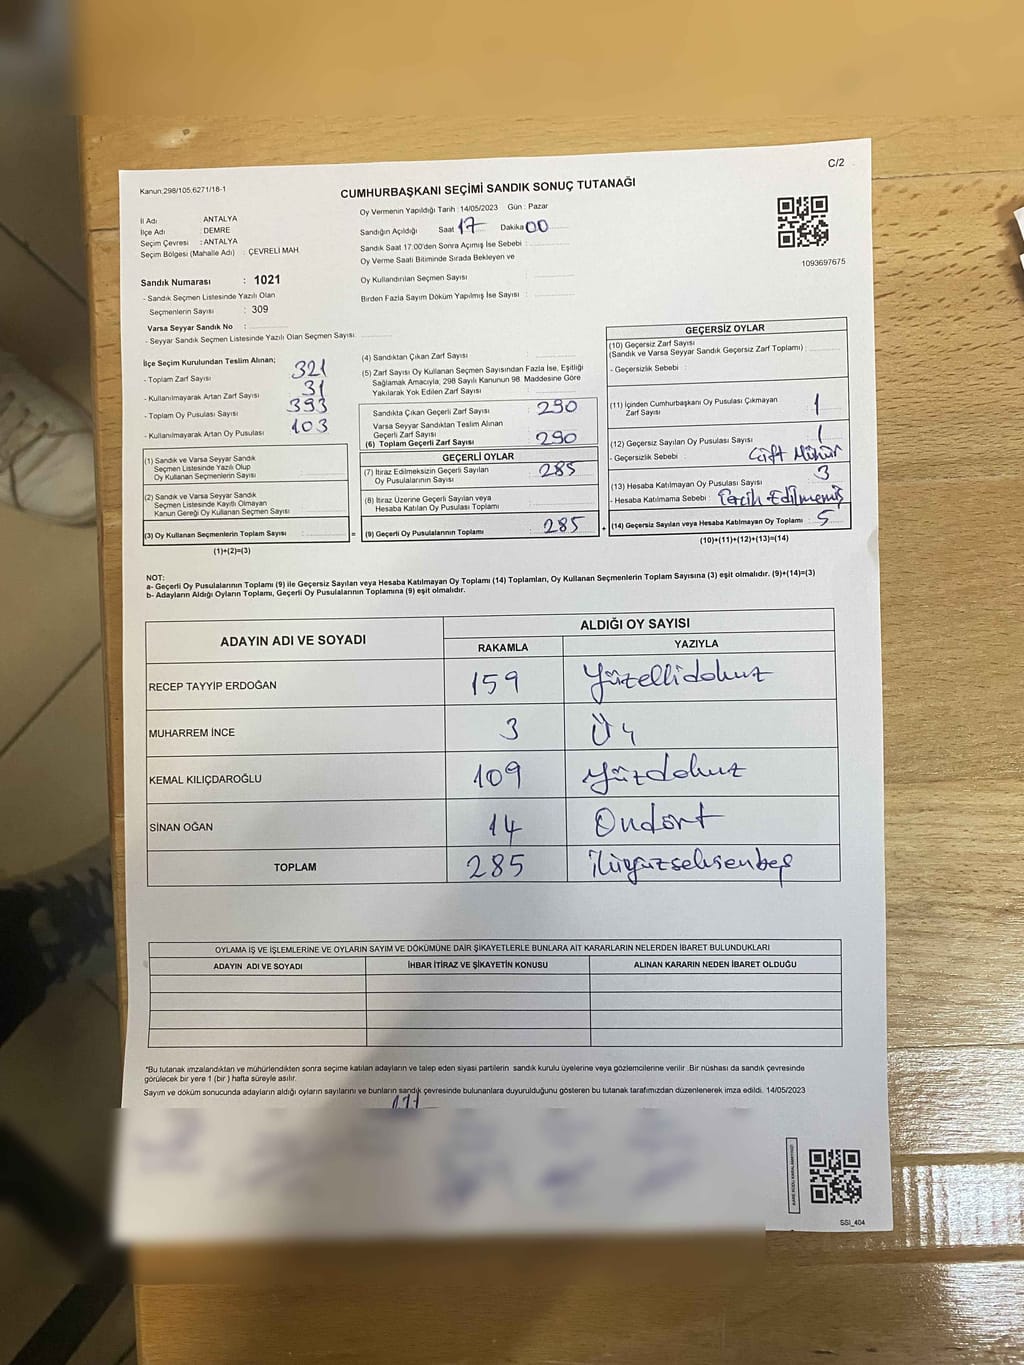 C/2
Kanun;298/105,6271/18-1
CUMHURBAŞKANI SEÇİMİ SANDIK SONUÇ TUTANAĞI
İl Adı : ANTALYA
İlçe Adı : DEMRE
Seçim Çevresi : ANTALYA
Seçim Bölgesi (Mahalle Adı) : ÇEVRELİ MAH.
Sandık Numarası : 1021
- Sandık Seçmen Listesinde Yazılı Olan
Seçmenlerin Sayısı : 309
Varsa Seyyar Sandık No :
- Seyyar Sandık Seçmen Listesinde Yazılı Olan Seçmen Sayısı :
Oy Vermenin Yapıldığı Tarih :14/05/2023 Gün : Pazar
Sandığın Açıldığı Saat 17 Dakika 00
Sandık Saat 17:00'den Sonra Açımış İse Sebebi :
Oy Verme Saati Bitiminde Sırada Bekleyen ve
Oy Kullandırılan Seçmen Sayısı :
Birden Fazla Sayım Döküm Yapılmış İse Sayısı :
1093697675
İlçe Seçim Kurulundan Teslim Alınan;
- Toplam Zarf Sayısı 321
- Kullanılmayarak Artan Zarf Sayısı 31
- Toplam Oy Pusulası Sayısı 393
- Kullanılmayarak Artan Oy Pusulası 103
(1) Sandık ve Varsa Seyyar Sandık
Seçmen Listesinde Yazılı Olup
Oy Kullanan Seçmenlerin Sayısı
(2) Sandık ve Varsa Seyyar Sandık
Seçmen Listesinde Kayıtlı Olmayan
Kanun Gereği Oy Kullanan Seçmen Sayısı
(3) Oy Kullanan Seçmenlerin Toplam Sayısı =
(1)+(2)=(3)
(4) Sandıktan Çıkan Zarf Sayısı
(5) Zarf Sayısı Oy Kullanan Seçmen Sayısından Fazla İse, Eşitliği
Sağlamak Amacıyla, 298 Sayılı Kanunun 98. Maddesine Göre
Yakılarak Yok Edilen Zarf Sayısı :
Sandıkta Çıkan Geçerli Zarf Sayısı 290
Varsa Seyyar Sandıktan Teslim Alınan
Geçerli Zarf Sayısı
(6) Toplam Geçerli Zarf Sayısı 290
GEÇERLİ OYLAR
(7) İtiraz Edilmeksizin Geçerli Sayılan
Oy Pusulalarının Sayısı : 285
(8) İtiraz Üzerine Geçerli Sayılan veya
Hesaba Katılan Oy Pusulası Toplamı
(9) Geçerli Oy Pusulalarının Toplamı 285 +
GEÇERSİZ OYLAR
(10) Geçersiz Zarf Sayısı
(Sandık ve Varsa Seyyar Sandık Geçersiz Zarf Toplamı) :
- Geçersizlik Sebebi :
(11) İçinden Cumhurbaşkanı Oy Pusulası Çıkmayan
Zarf Sayısı 1
(12) Geçersiz Sayılan Oy Pusulası Sayısı 1
- Geçersizlik Sebebi : Çift Mühür
(13) Hesaba Katılmayan Oy Pusulası Sayısı 3
- Hesaba Katılmama Sebebi : Tercih Edilmemiş
(14) Geçersiz Sayılan veya Hesaba Katılmayan Oy Toplamı : 5
(10)+(11)+(12)+(13)=(14)
NOT:
a- Geçerli Oy Pusulalarının Toplamı (9) ile Geçersiz Sayılan veya Hesaba Katılmayan Oy Toplamı (14) Toplamları, Oy Kullanan Seçmenlerin Toplam Sayısına (3) eşit olmalıdır. (9)+(14)=(3)
b- Adayların Aldığı Oyların Toplamı, Geçerli Oy Pusulalarının Toplamına (9) eşit olmalıdır.
ADAYIN ADI VE SOYADI
ALDIĞI OY SAYISI
RAKAMLA YAZIYLA
RECEP TAYYİP ERDOĞAN 159 Yüzellidokuz
MUHARREM İNCE 3 Üç
KEMAL KILIÇDAROĞLU 109 Yüzdokuz
SİNAN OĞAN 14 Ondört
TOPLAM 285 ikiyüzseksenbeş
OYLAMA İŞ VE İŞLEMLERİNE VE OYLARIN SAYIM VE DÖKÜMÜNE DAİR ŞİKAYETLERLE BUNLARA AİT KARARLARIN NELERDEN İBARET BULUNDUKLARI
ADAYIN ADI VE SOYADI İHBAR İTİRAZ VE ŞİKAYETİN KONUSU ALINAN KARARIN NEDEN İBARET OLDUĞU
"Bu tutanak imzalandıktan ve mühürlendikten sonra seçime katılan adayların ve talep eden siyasi partilerin sandık kurulu üyelerine veya gözlemcilerine verilir .Bir nüshası da sandık çevresinde
görülecek bir yere 1 (bir ) hafta süreyle asılır.
Sayım ve döküm sonucunda adayların aldığı oyların sayılarını ve bunların sandık çevresinde bulunanlara duyurulduğunu gösteren bu tutanak tarafımızdan düzenlenerek imza edildi. 14/05/2023
SSI_404